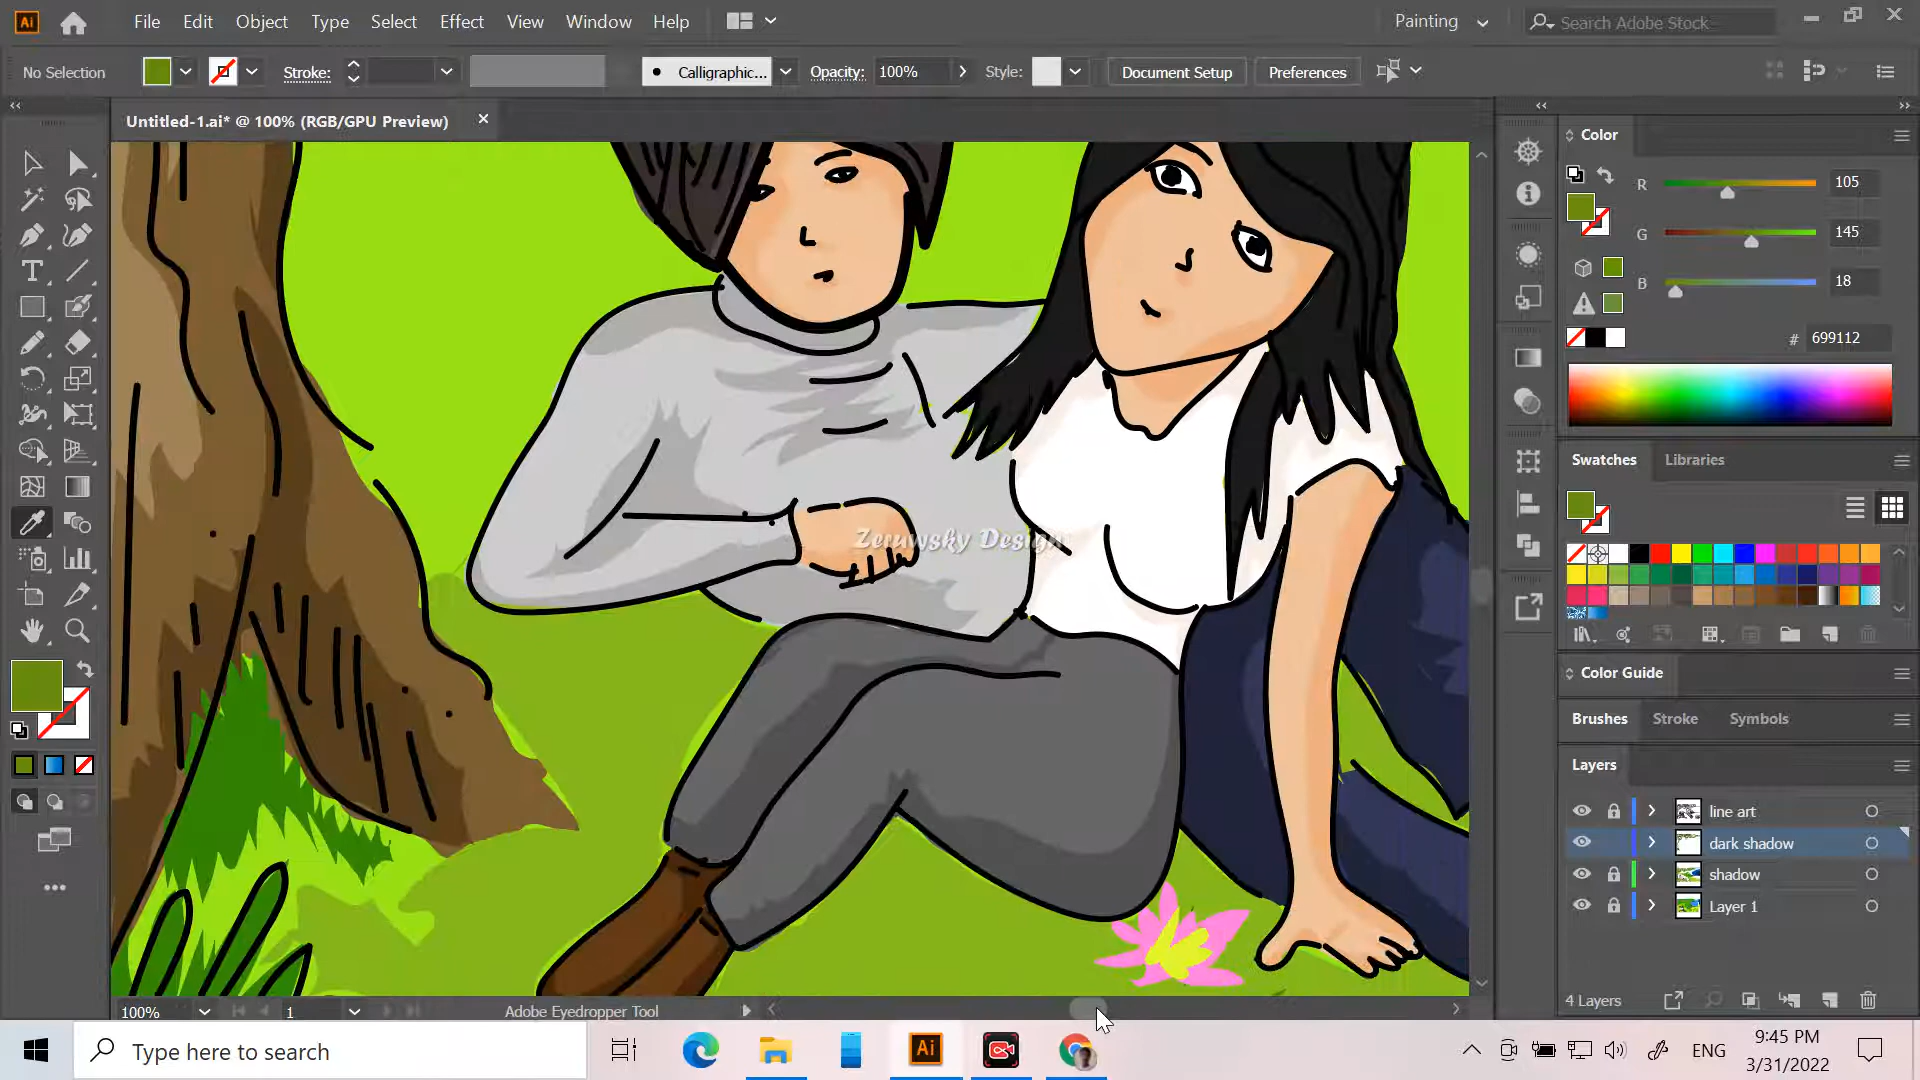 Ai File Edit Object Type Select Effect View Window Help Painting Search Adobe Stock
No Selection Stroke: Calligraphic... Opacity: 100% Style: Document Setup Preferences
Untitled-1.ai* @ 100% (RGB/GPU Preview)
Color
R 105
G 145
B 18
# 699112
Swatches Libraries
Zeruwsky Design
Color Guide
Brushes Stroke Symbols
Layers
line art
dark shadow
shadow
Layer 1
4 Layers
100% 1 Adobe Eyedropper Tool
Type here to search
Ai
ENG
9:45 PM
3/31/2022